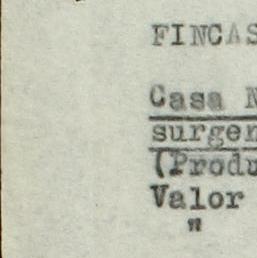 FINCAS
Casa N
surgen
(Produ
Valor
"